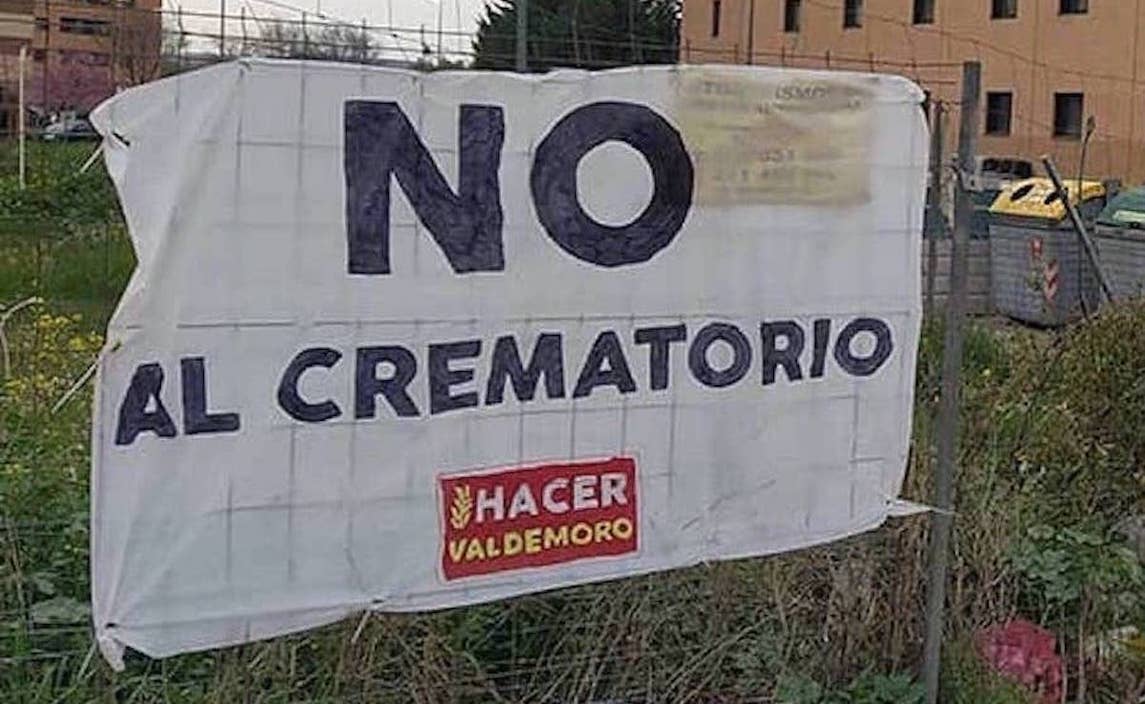 NO
AL CREMATORIO
HACER
VALDEMORO